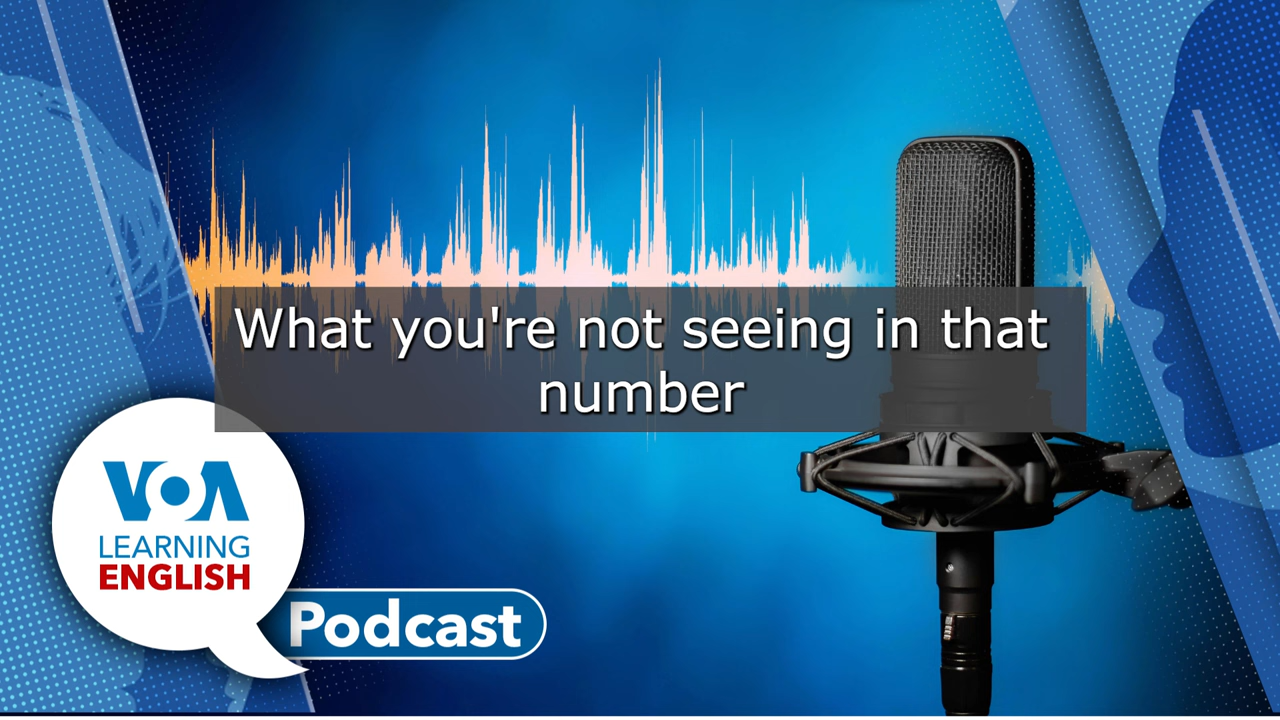 What you're not seeing in that
number
VOA
LEARNING
ENGLISH
Podcast